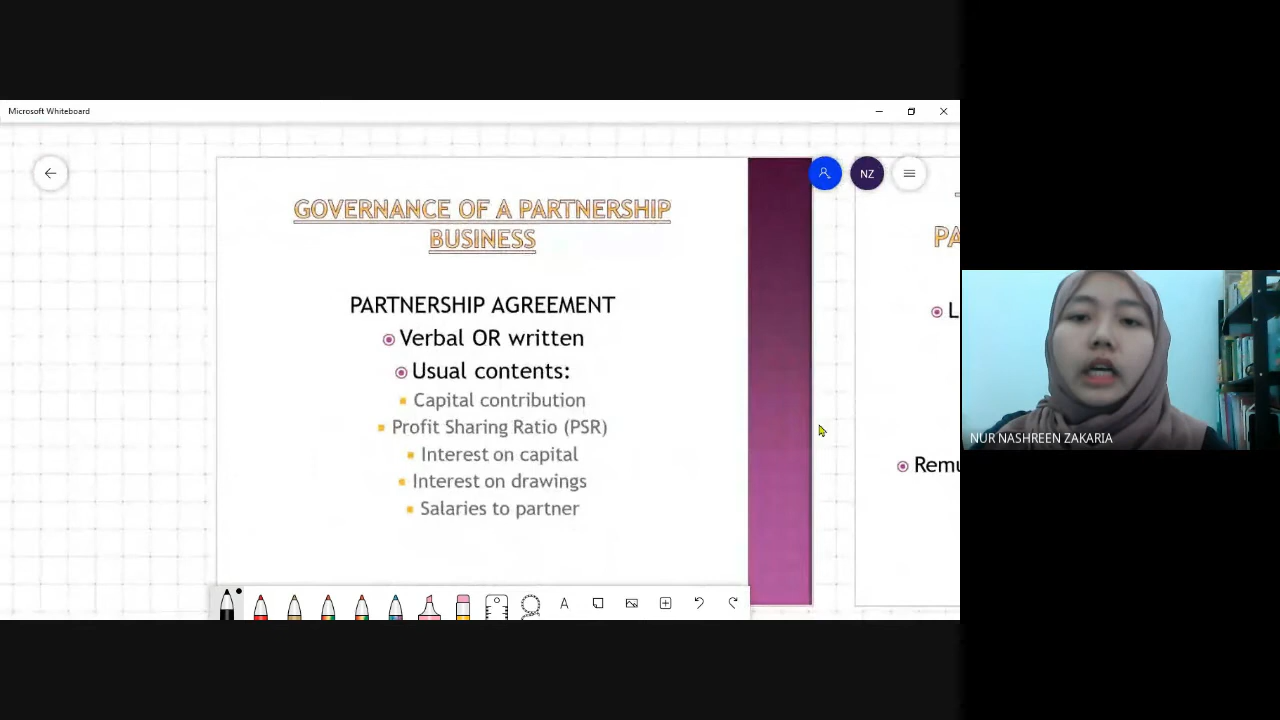 Microsoft Whiteboard
NZ
GOVERNANCE OF A PARTNERSHIP
BUSINESS
PARTNERSHIP AGREEMENT
Verbal OR written
Usual contents:
Capital contribution
Profit Sharing Ratio (PSR)
Interest on capital
Interest on drawings
Salaries to partner
PA
L
Remu
A
NUR NASHREEN ZAKARIA